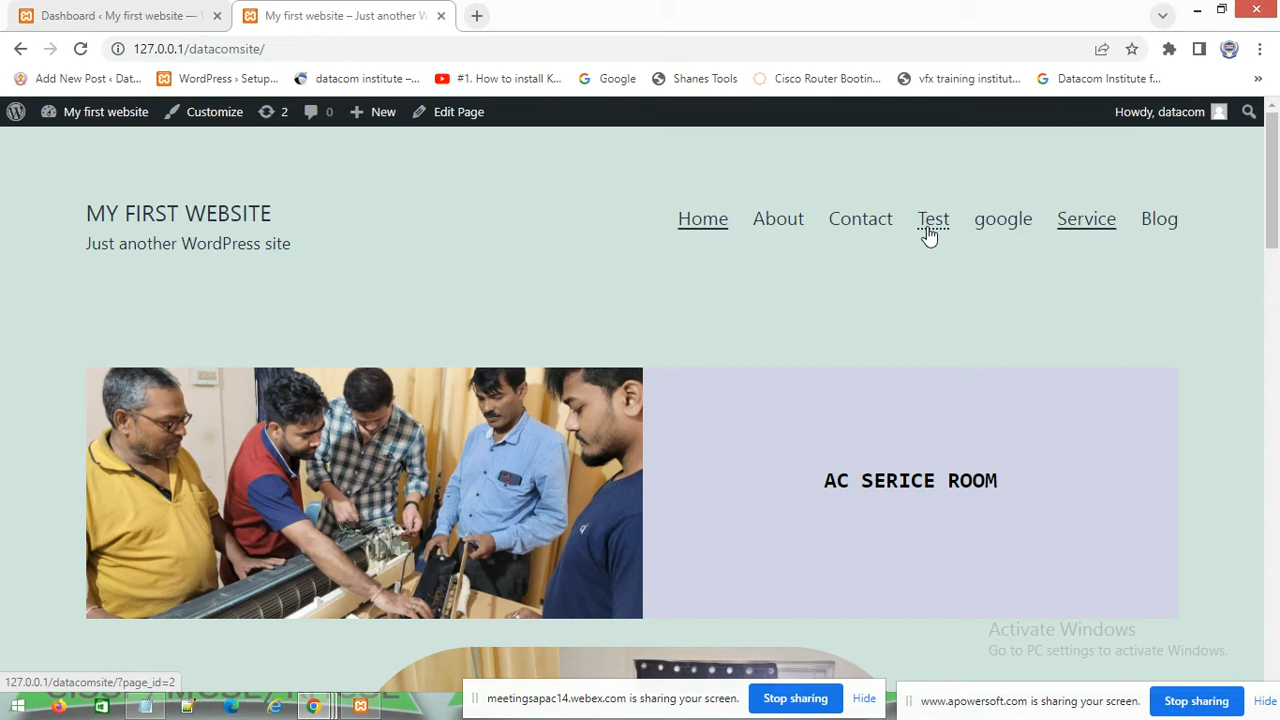 Dashboard ‹ My first website —
My first website – Just another W
127.0.0.1/datacomsite/
Add New Post ‹ Dat...
WordPress › Setup...
datacom institute –...
#1. How to install K...
Google
Shanes Tools
Cisco Router Bootin...
vfx training institut...
Datacom Institute f...
»
My first website
Customize
2
0
New
Edit Page
Howdy, datacom
MY FIRST WEBSITE
Just another WordPress site
Home
About
Contact
Test
google
Service
Blog
AC SERICE ROOM
Activate Windows
Go to PC settings to activate Windows.
127.0.0.1/datacomsite/?page_id=2
meetingsapac14.webex.com is sharing your screen.
Stop sharing
Hide
www.apowersoft.com is sharing your screen.
Stop sharing
Hide